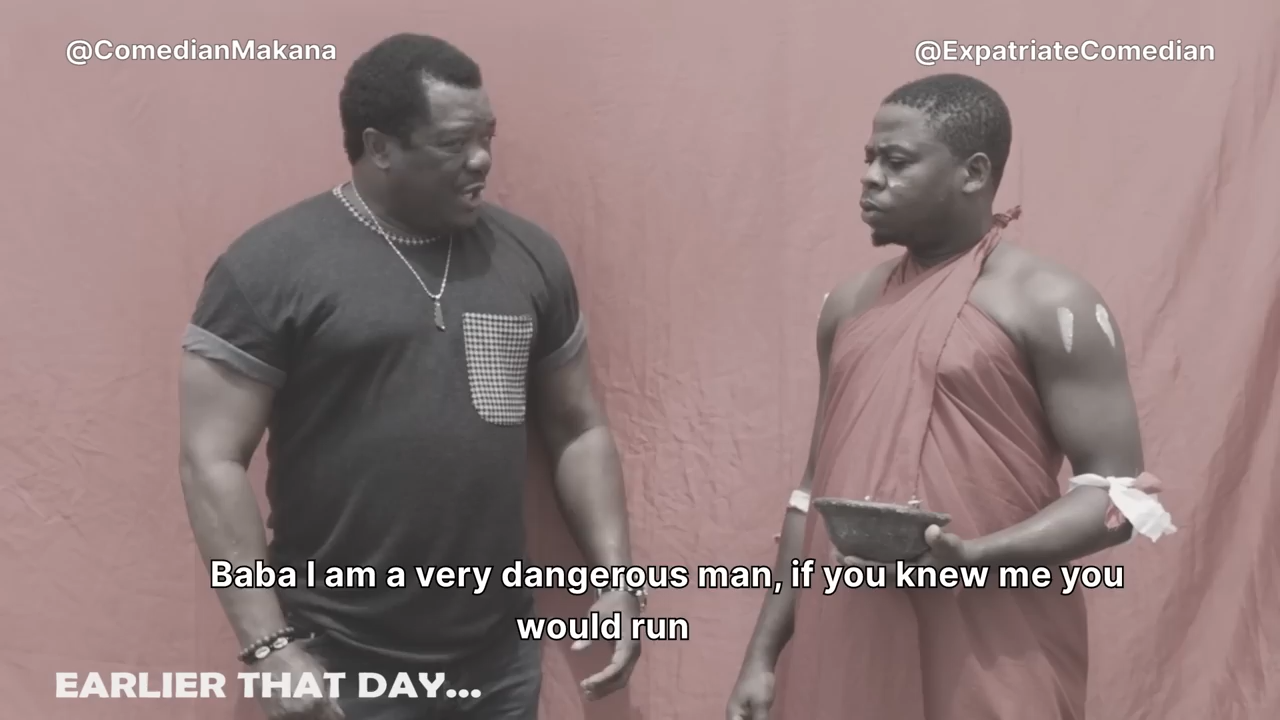 @ComedianMakana
@ExpatriateComedian
Baba I am a very dangerous man, if you knew me you
would run
EARLIER THAT DAY...